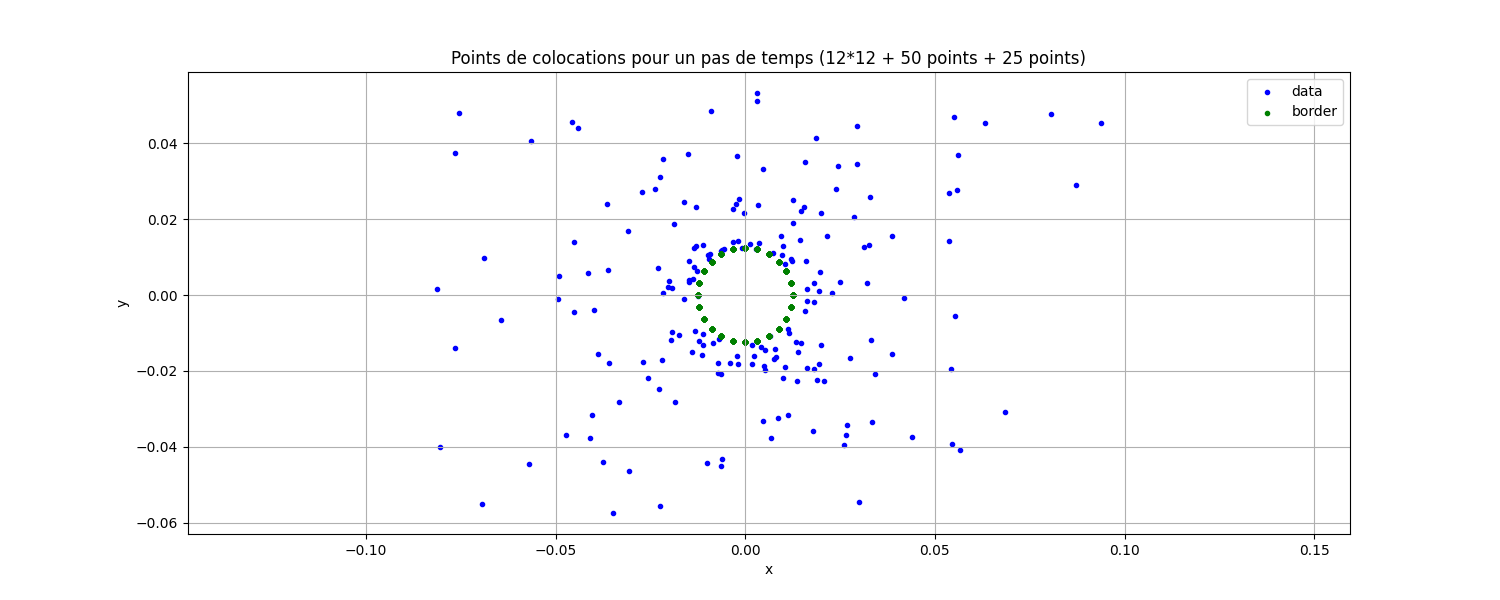 Points de colocations pour un pas de temps (12*12 + 50 points + 25 points)
data
border
0.04
0.02
0.00
−0.02
−0.04
−0.06
y
−0.10
−0.05
0.00
0.05
0.10
0.15
x